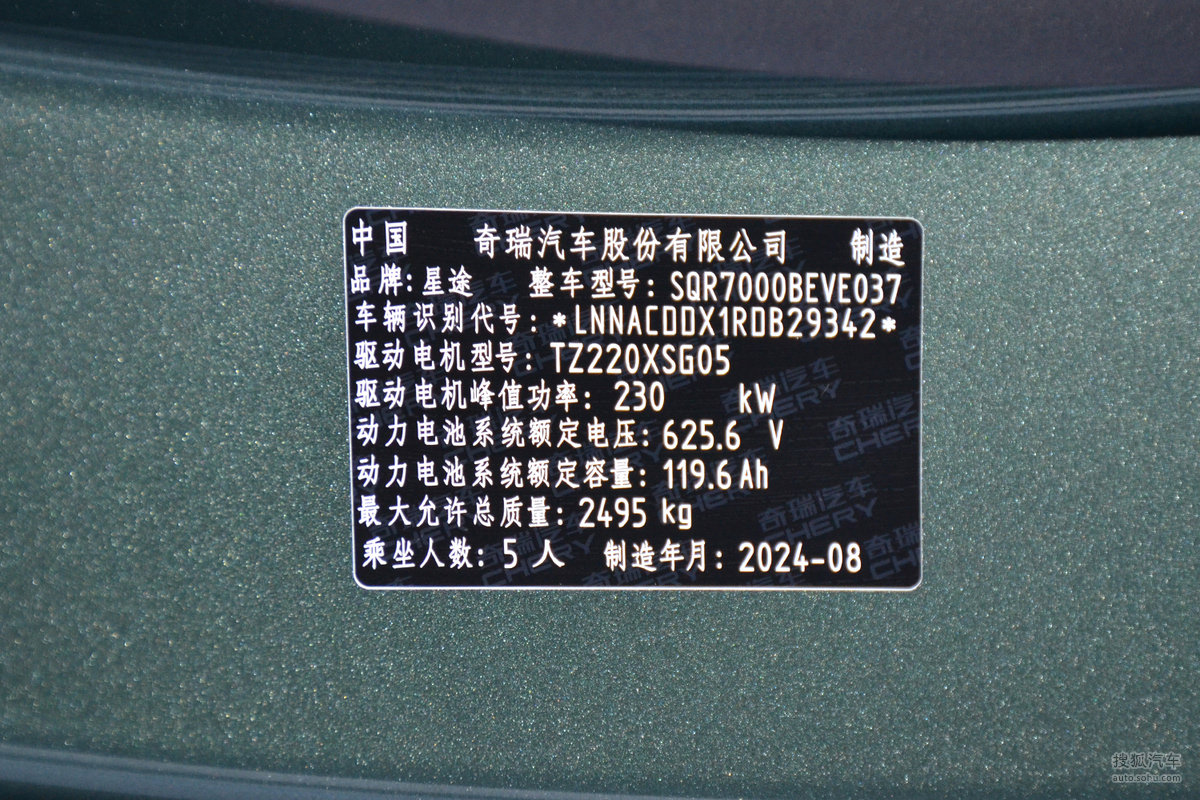 中国 奇瑞汽车股份有限公司 制造
品牌:星途 整车型号:SQR7000BEVE037
车辆识别代号:*LNNACDDX1RDB29342*
驱动电机型号:TZ220XSG05
驱动电机峰值功率:230 kW
动力电池系统额定电压:625.6 V
动力电池系统额定容量:119.6Ah
最大允许总质量:2495 kg
乘坐人数:5 人 制造年月:2024-08
搜狐汽车
auto.sohu.com